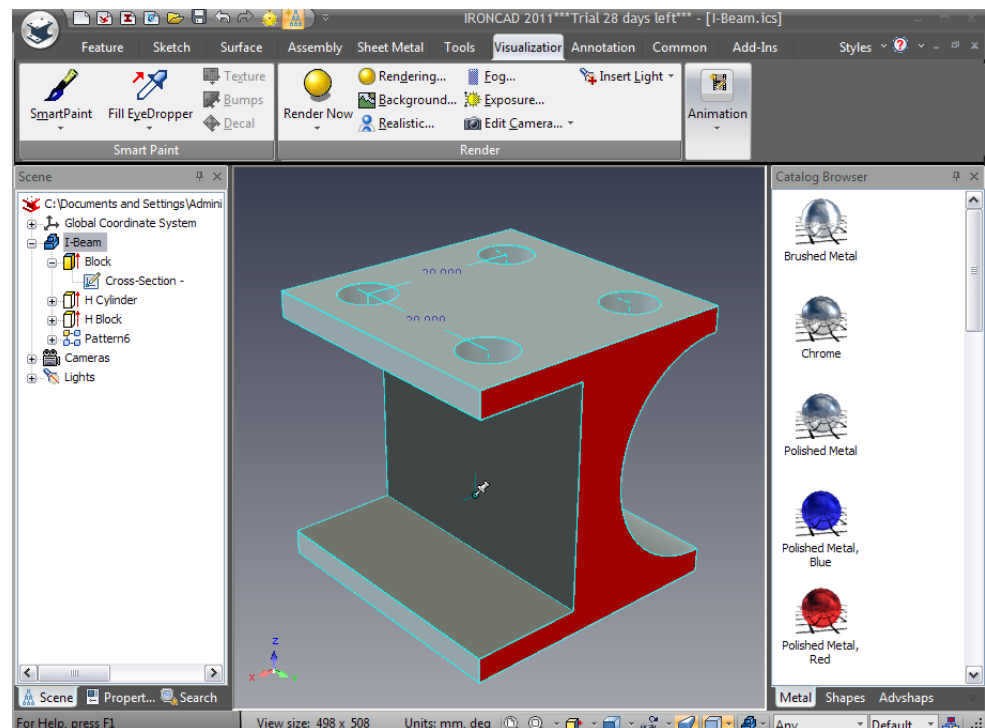 IRONCAD 2011***Trial 28 days left*** - [I-Beam.ics]
Feature Sketch Surface Assembly Sheet Metal Tools Visualization Annotation Common Add-Ins Styles
SmartPaint
Fill EyeDropper
Texture
Bumps
Decal
Smart Paint
Render Now
Rendering...
Background...
Realistic...
Fog...
Exposure...
Edit Camera...
Insert Light
Render
Animation
Scene
C:\Documents and Settings\Admini
Global Coordinate System
I-Beam
Block
Cross-Section -
H Cylinder
H Block
Pattern6
Cameras
Lights
Scene Propert... Search
20.000
20.000
z
x
y
Catalog Browser
Brushed Metal
Chrome
Polished Metal
Polished Metal,
Blue
Polished Metal,
Red
Metal Shapes Advshaps
For Help, press F1 View size: 498 x 508 Units: mm, deg Any Default